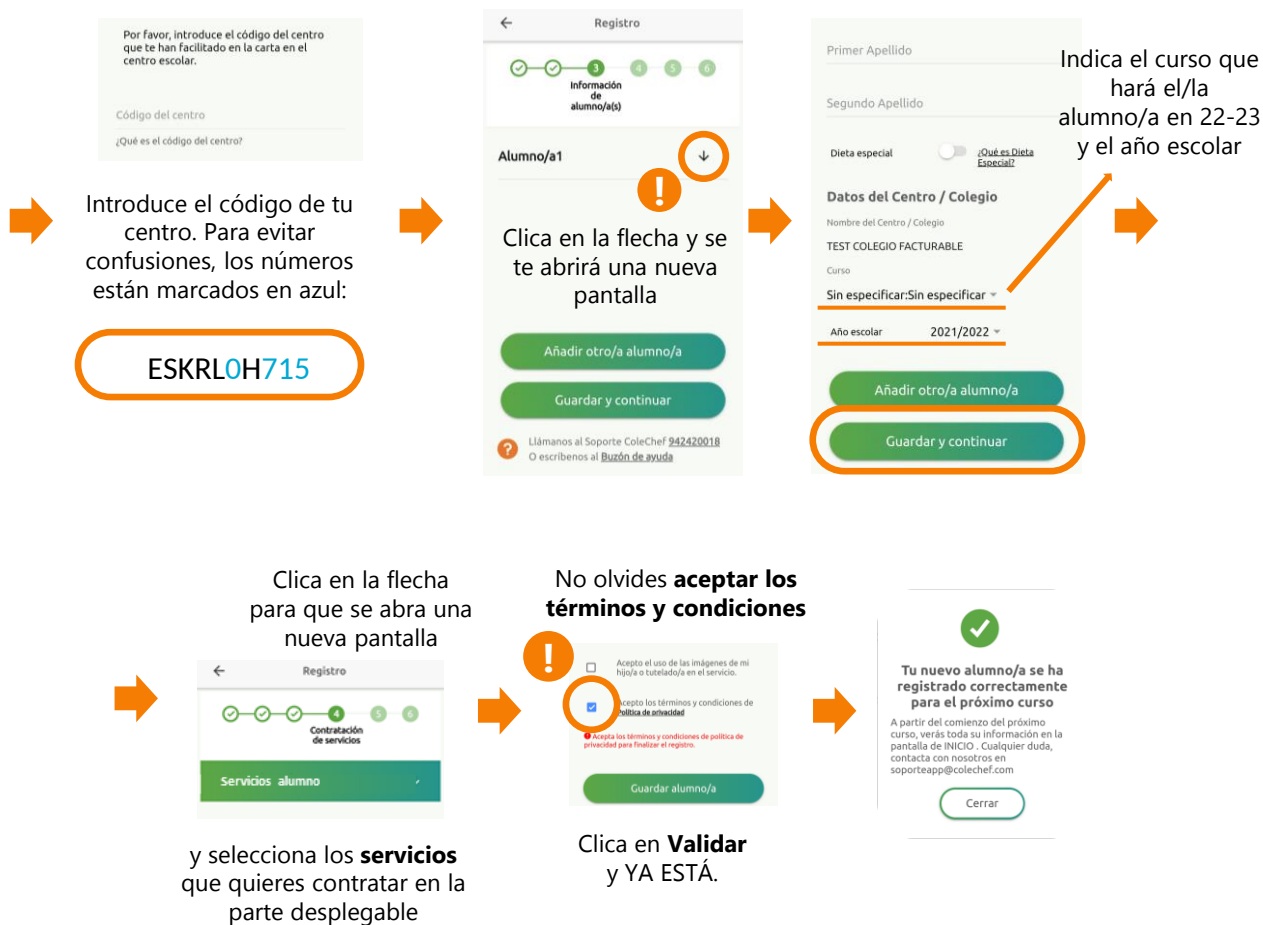 Por favor, introduce el código del centro
que te han facilitado en la carta en el
centro escolar.
Código del centro
¿Qué es el código del centro?
Introduce el código de tu
centro. Para evitar
confusiones, los números
están marcados en azul:
ESKRL0H715
Registro
3
4
5
6
Información
de
alumno/a(s)
Alumno/a1
!
Clica en la flecha y se
te abrirá una nueva
pantalla
Añadir otro/a alumno/a
Guardar y continuar
?
Llámanos al Soporte ColeChef 942420018
O escríbenos al Buzón de ayuda
Primer Apellido
Segundo Apellido
Dieta especial
¿Qué es Dieta
Especial?
Datos del Centro / Colegio
Nombre del Centro / Colegio
TEST COLEGIO FACTURABLE
Curso
Sin especificar:Sin especificar
Año escolar 2021/2022
Añadir otro/a alumno/a
Guardar y continuar
Indica el curso que
hará el/la
alumno/a en 22-23
y el año escolar
Clica en la flecha
para que se abra una
nueva pantalla
Registro
4
5
6
Contratación
de servicios
Servicios alumno
y selecciona los servicios
que quieres contratar en la
parte desplegable
No olvides aceptar los
términos y condiciones
!
Acepto el uso de las imágenes de mi
hijo/a o tutelado/a en el servicio.
Acepto los términos y condiciones de
Política de privacidad
Acepta los términos y condiciones de política de
privacidad para finalizar el registro.
Guardar alumno/a
Clica en Validar
y YA ESTÁ.
Tu nuevo alumno/a se ha
registrado correctamente
para el próximo curso
A partir del comienzo del próximo
curso, verás toda su información en la
pantalla de INICIO . Cualquier duda,
contacta con nosotros en
soporteapp@colechef.com
Cerrar